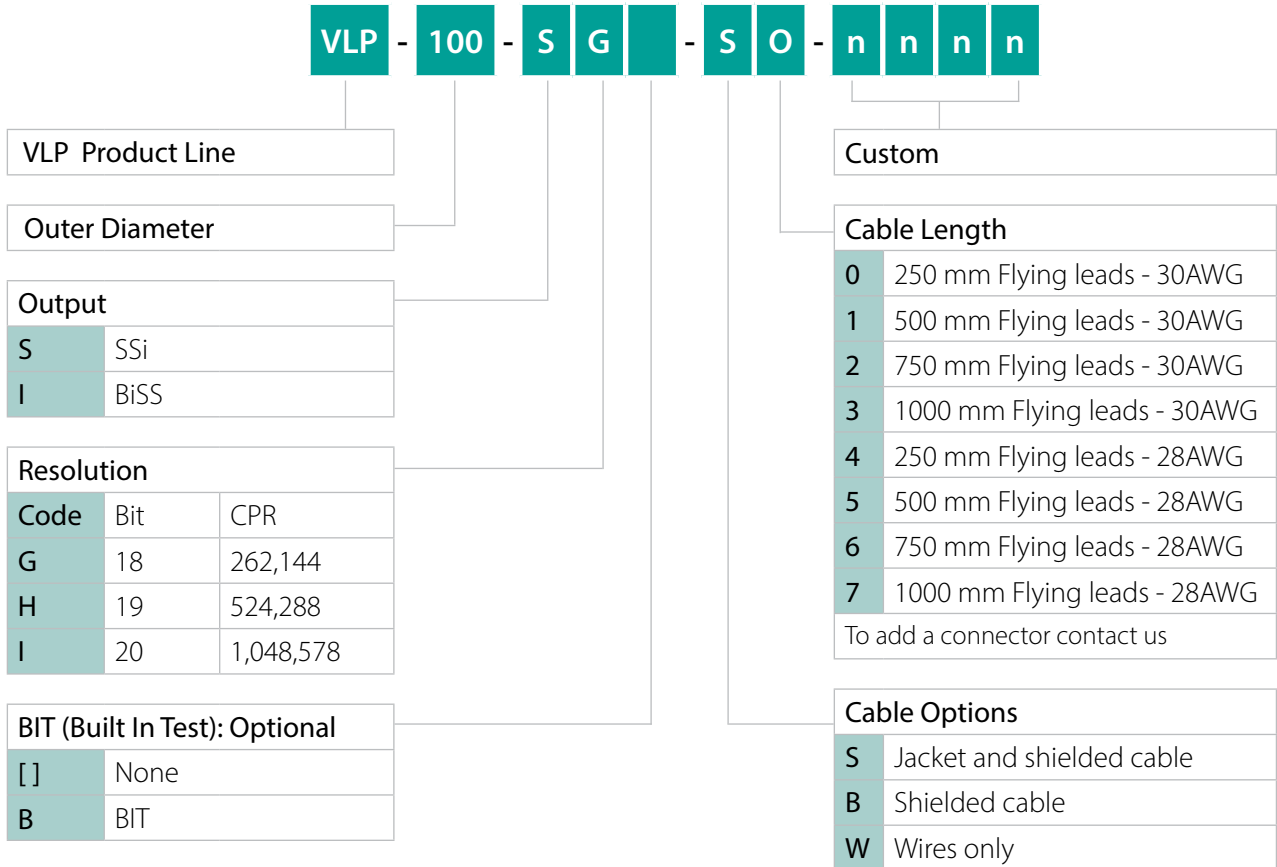 VLP - 100 - S G - S O - n n n n
VLP Product Line
Outer Diameter
Output
S SSi
I BiSS
Resolution
Code Bit CPR
G 18 262,144
H 19 524,288
I 20 1,048,578
BIT (Built In Test): Optional
[ ] None
B BIT
Custom
Cable Length
0 250 mm Flying leads - 30AWG
1 500 mm Flying leads - 30AWG
2 750 mm Flying leads - 30AWG
3 1000 mm Flying leads - 30AWG
4 250 mm Flying leads - 28AWG
5 500 mm Flying leads - 28AWG
6 750 mm Flying leads - 28AWG
7 1000 mm Flying leads - 28AWG
To add a connector contact us
Cable Options
S Jacket and shielded cable
B Shielded cable
W Wires only